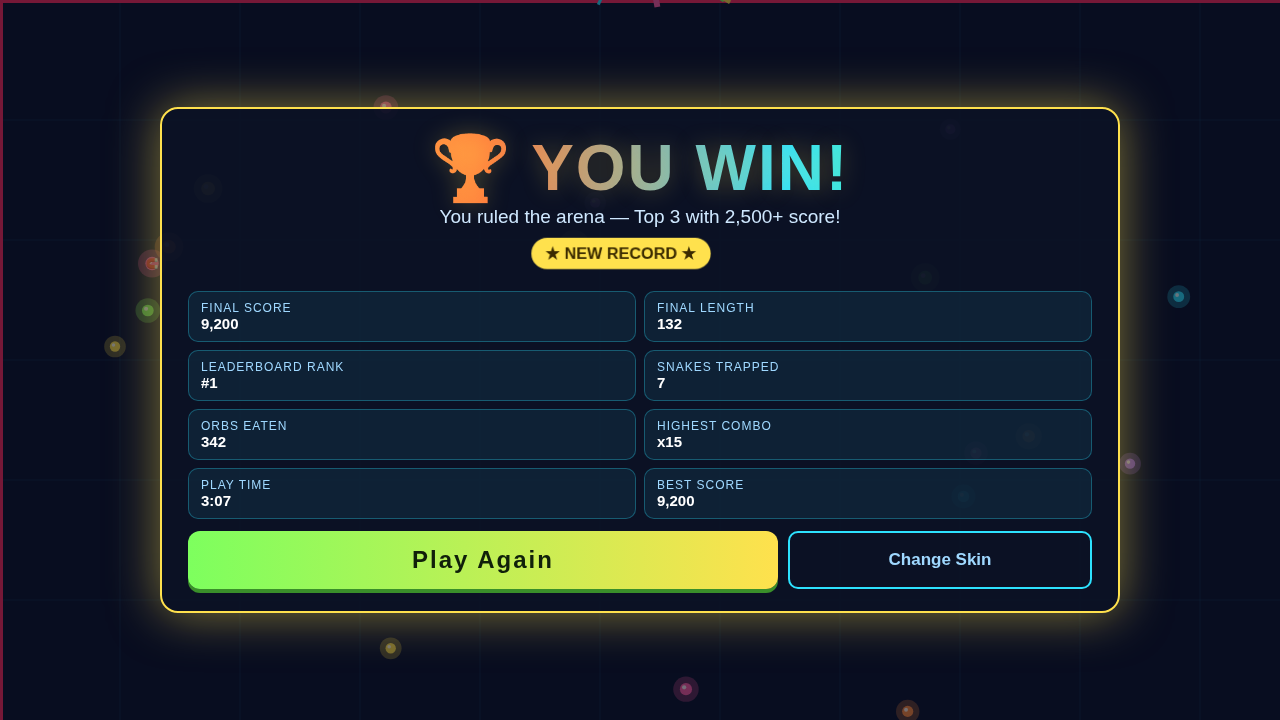 🏆 YOU WIN!
You ruled the arena — Top 3 with 2,500+ score!
★ NEW RECORD ★
FINAL SCORE
9,200
FINAL LENGTH
132
LEADERBOARD RANK
#1
SNAKES TRAPPED
7
ORBS EATEN
342
HIGHEST COMBO
x15
PLAY TIME
3:07
BEST SCORE
9,200
Play Again
Change Skin